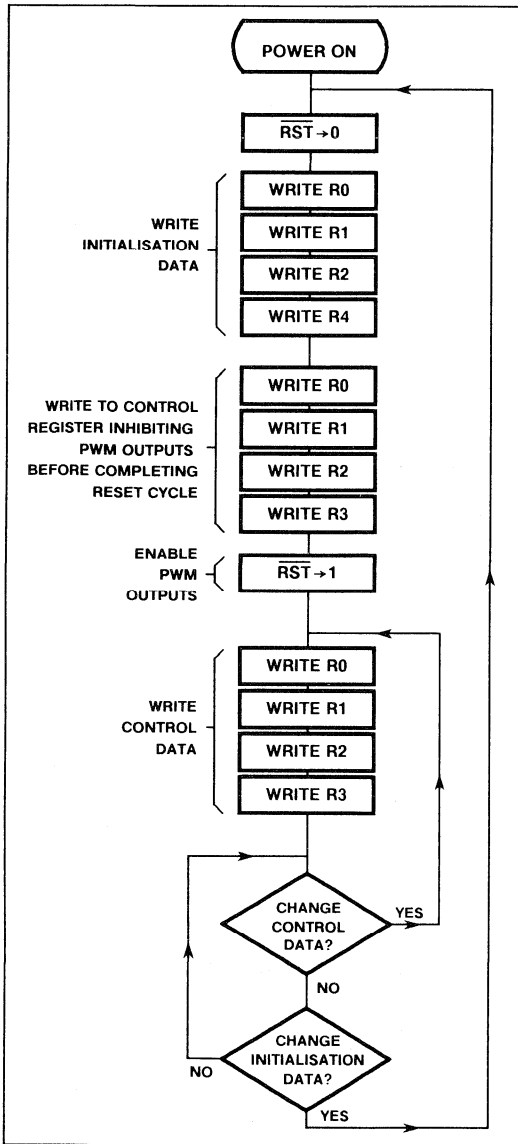 POWER ON
R̅S̅T̅→0
WRITE
INITIALISATION
DATA
WRITE R0
WRITE R1
WRITE R2
WRITE R4
WRITE TO CONTROL
REGISTER INHIBITING
PWM OUTPUTS
BEFORE COMPLETING
RESET CYCLE
WRITE R0
WRITE R1
WRITE R2
WRITE R3
ENABLE
PWM
OUTPUTS
R̅S̅T̅→1
WRITE
CONTROL
DATA
WRITE R0
WRITE R1
WRITE R2
WRITE R3
CHANGE
CONTROL
DATA?
YES
NO
CHANGE
INITIALISATION
DATA?
NO
YES